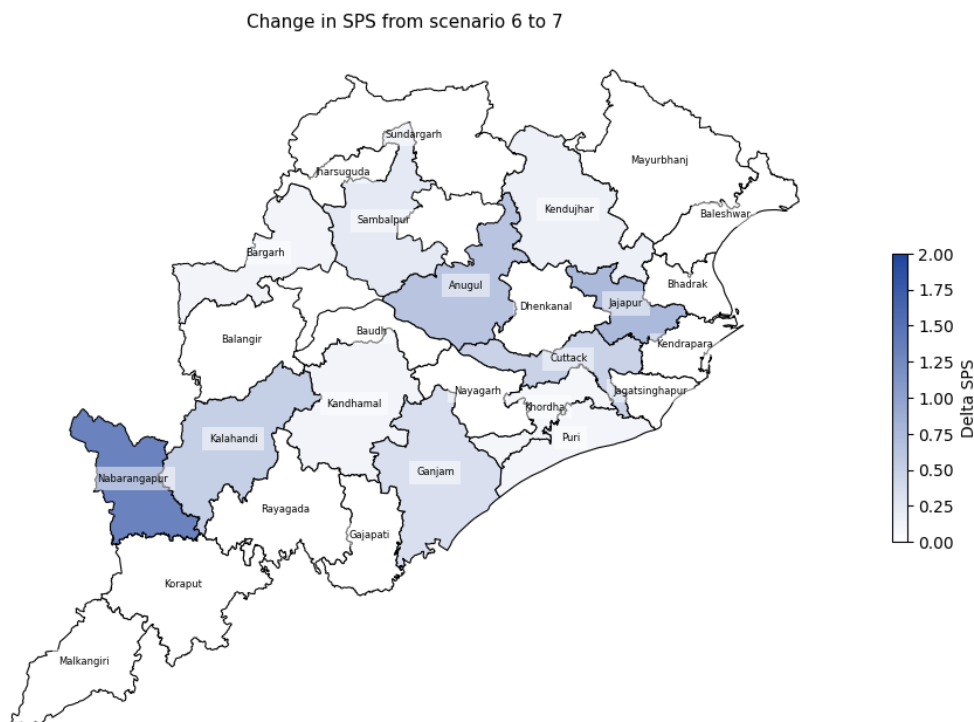 Change in SPS from scenario 6 to 7
Sundargarh
Mayurbhanj
Jharsuguda
Kendujhar
Baleshwar
Sambalpur
Bargarh
Anugul
Bhadrak
Jajapur
Dhenkanal
Baudh
Balangir
Kendrapara
Cuttack
Nayagarh
Jagatsinghapur
Kandhamal
Khordha
Kalahandi
Puri
Ganjam
Nabarangapur
Rayagada
Gajapati
Koraput
Malkangiri
2.00
1.75
1.50
1.25
1.00
0.75
0.50
0.25
0.00
Delta SPS